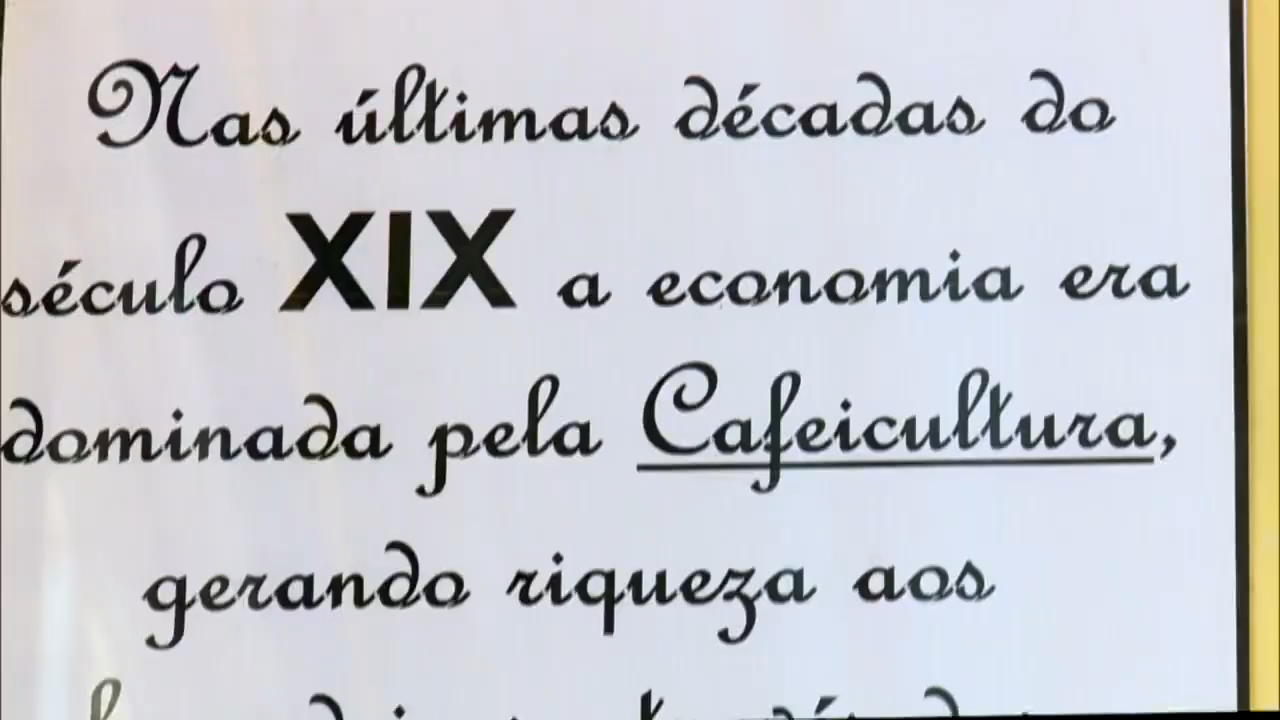 Nas últimas décadas do
século XIX a economia era
dominada pela Cafeicultura,
gerando riqueza aos